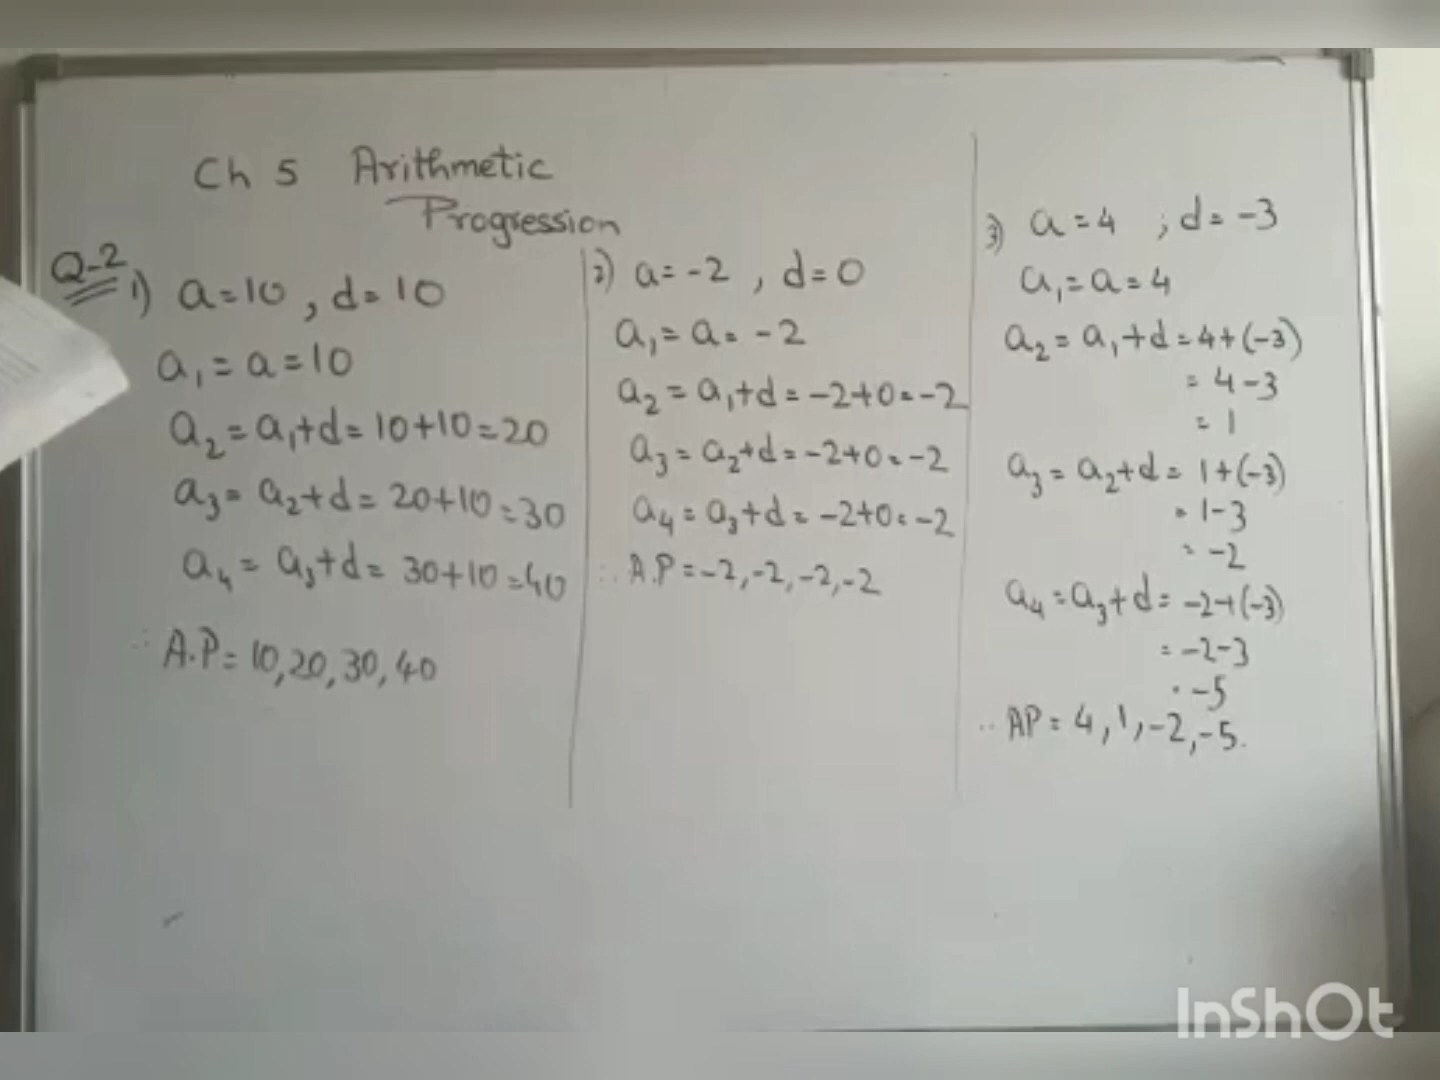 Ch 5 Arithmetic
Progression
Q-2
1) a=10, d=10
a₁ = a = 10
a₂ = a₁+d = 10+10=20
a₃ = a₂+d = 20+10=30
a₄ = a₃+d = 30+10=40
∴ A.P = 10,20,30,40
2) a=-2, d=0
a₁= a= -2
a₂ = a₁+d = -2+0=-2
a₃ = a₂+d = -2+0=-2
a₄ = a₃+d = -2+0=-2
∴ A.P = -2,-2,-2,-2
3) a=4 ; d=-3
a₁=a=4
a₂ = a₁+d = 4+(-3)
= 4-3
= 1
a₃ = a₂+d = 1+(-3)
= 1-3
= -2
a₄ = a₃+d = -2+(-3)
= -2-3
= -5
∴ AP = 4, 1, -2, -5.
InShOt